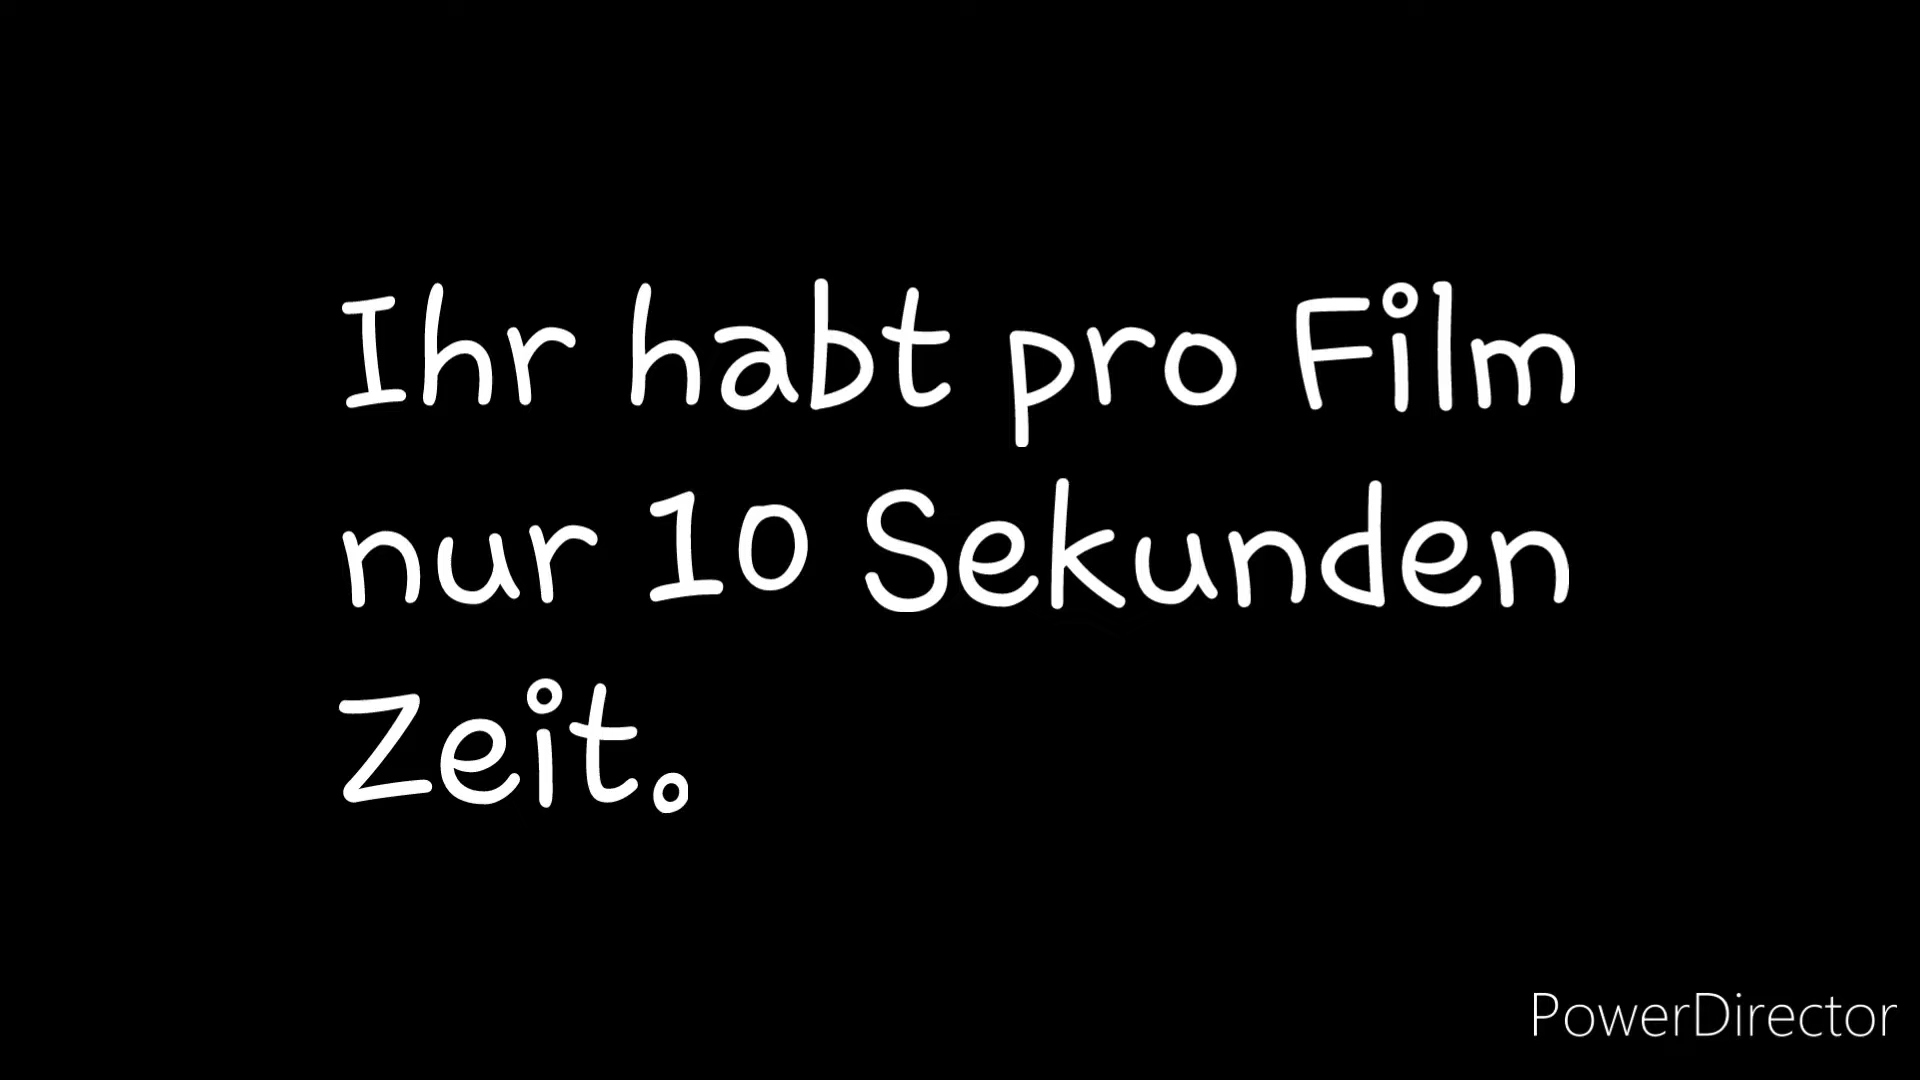 Ihr habt pro Film
nur 10 Sekunden
Zeit.
PowerDirector